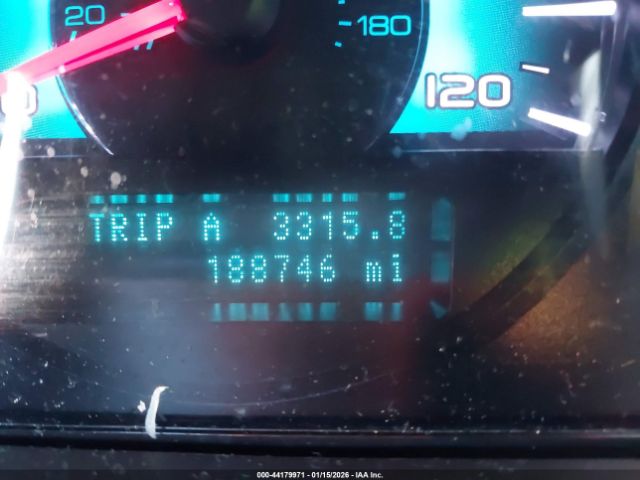 20
180
120
TRIP A 3315.8
188746 mi
000-44179971 - 01/15/2026 - IAA Inc.